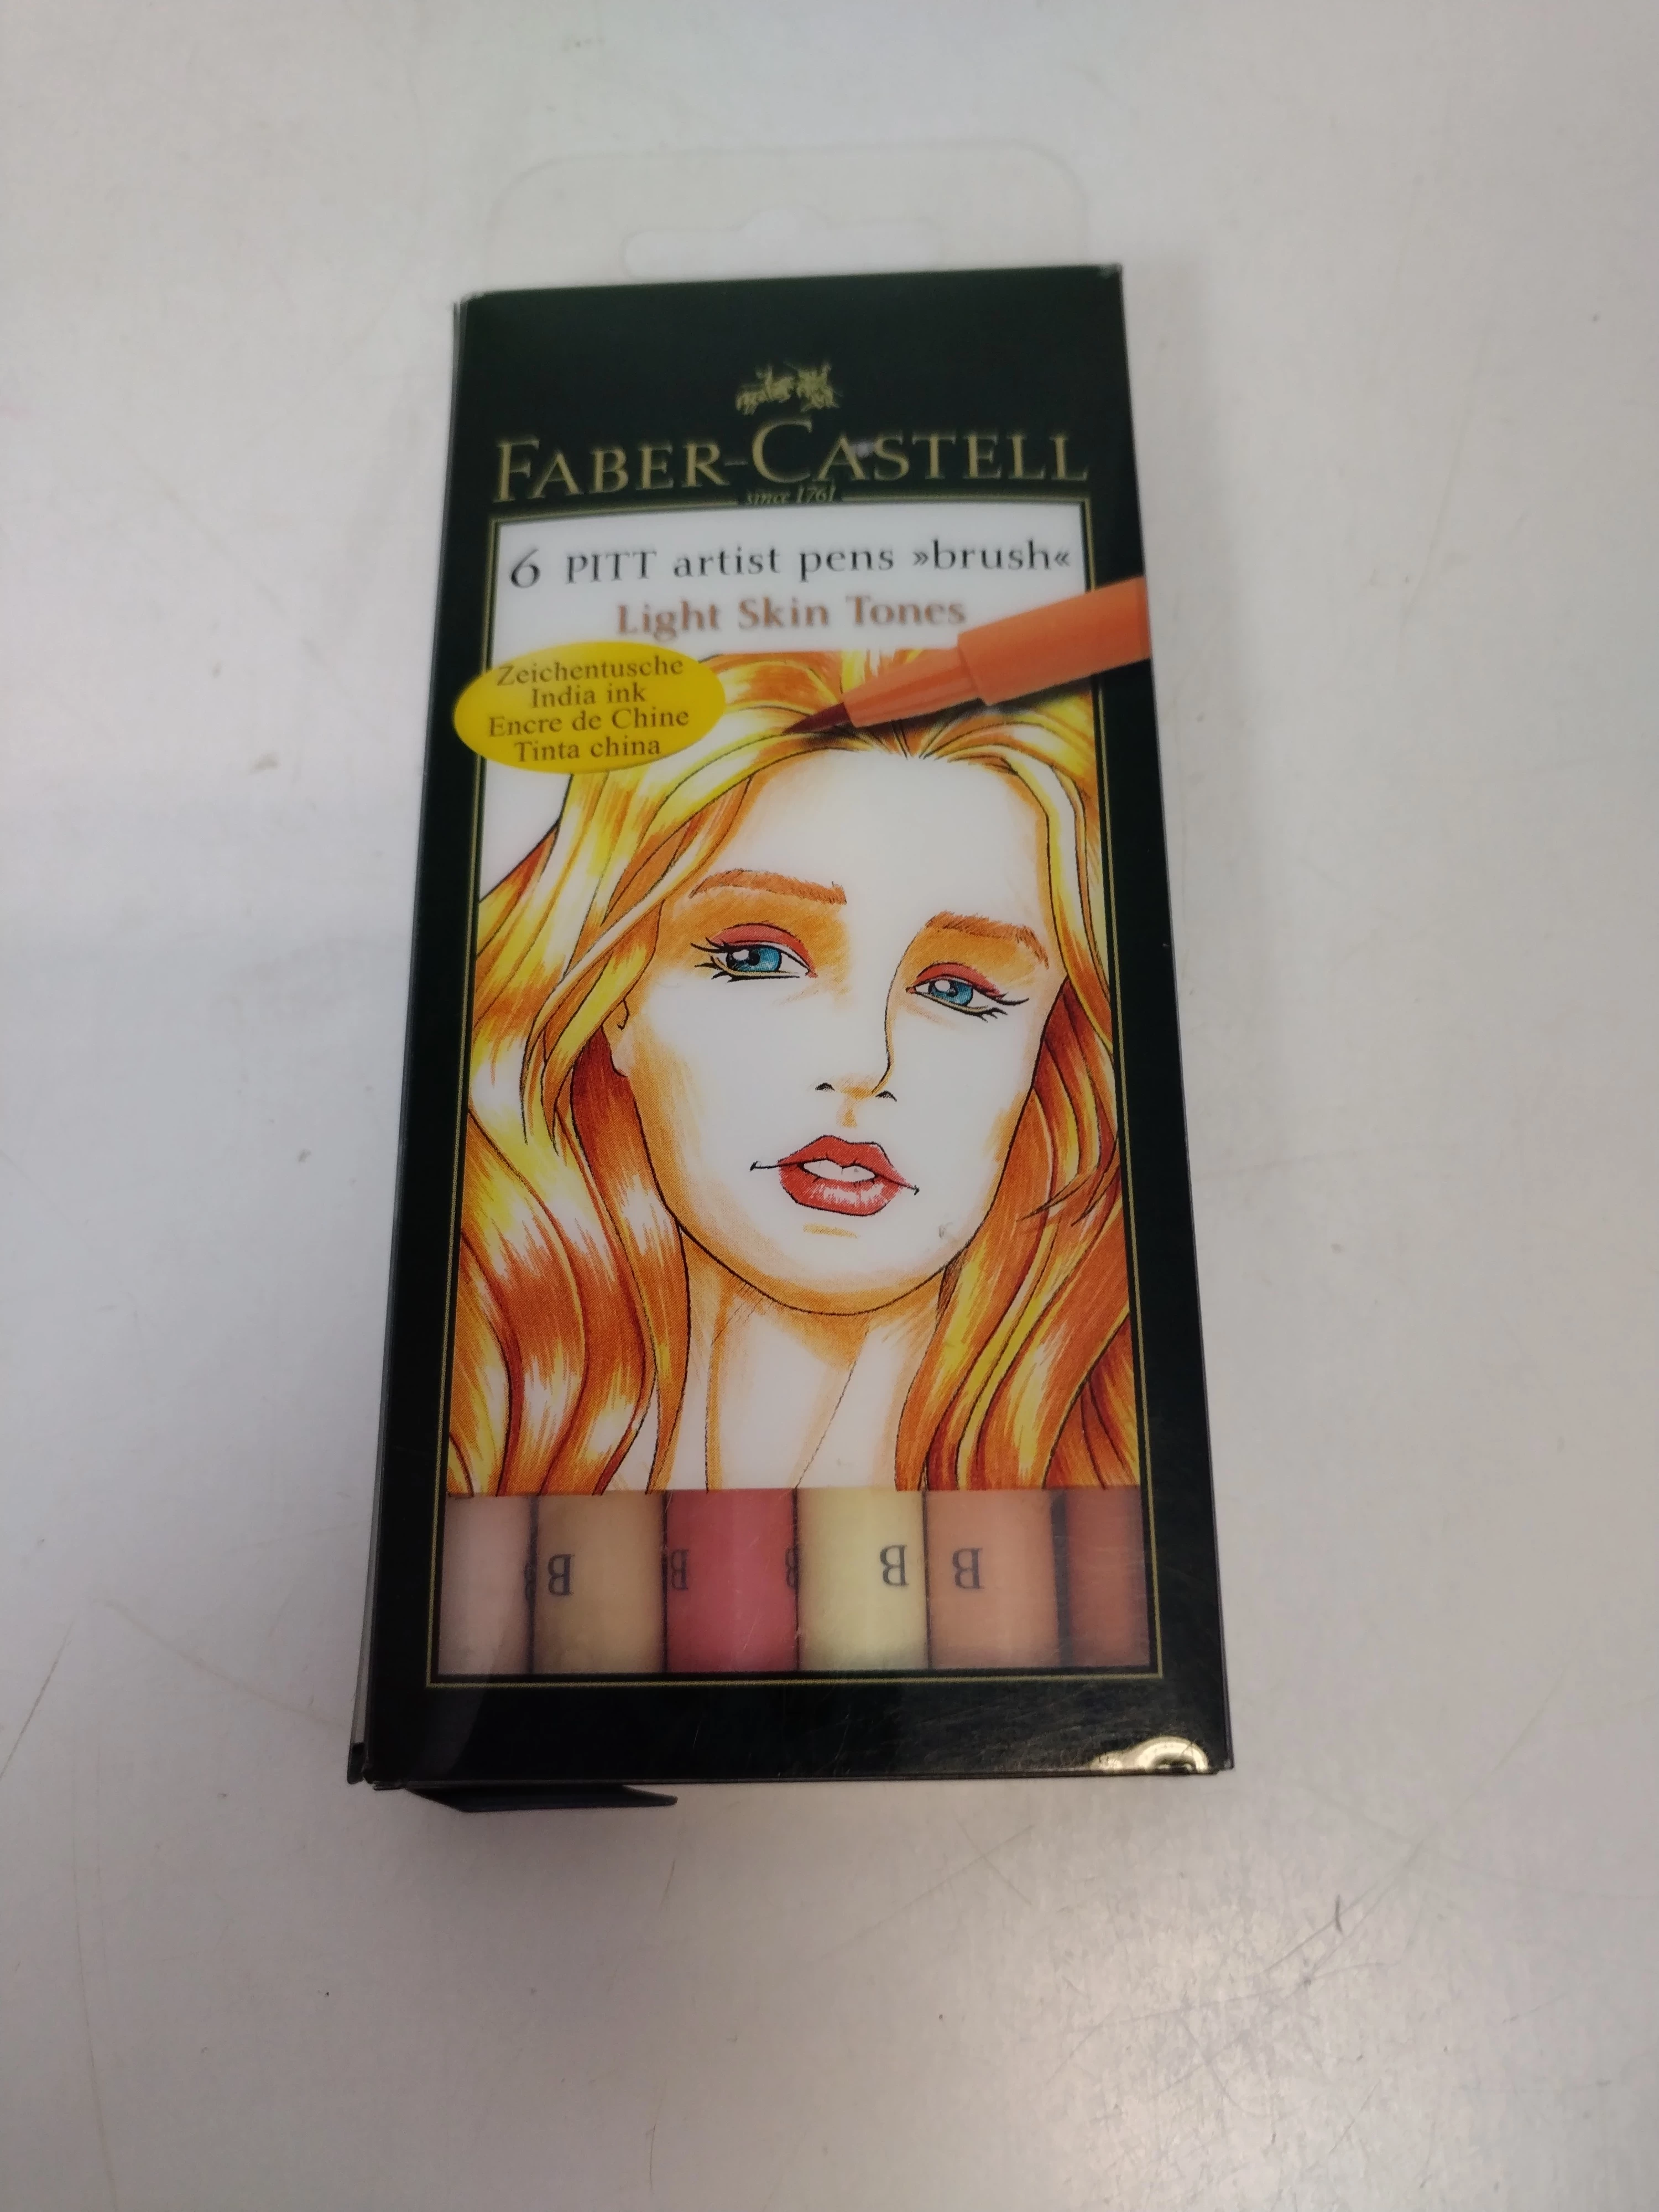 FABER-CASTELL
since 1761
6 PITT artist pens »brush«
Light Skin Tones
Zeichentusche
India ink
Encre de Chine
Tinta china
B B B B B B